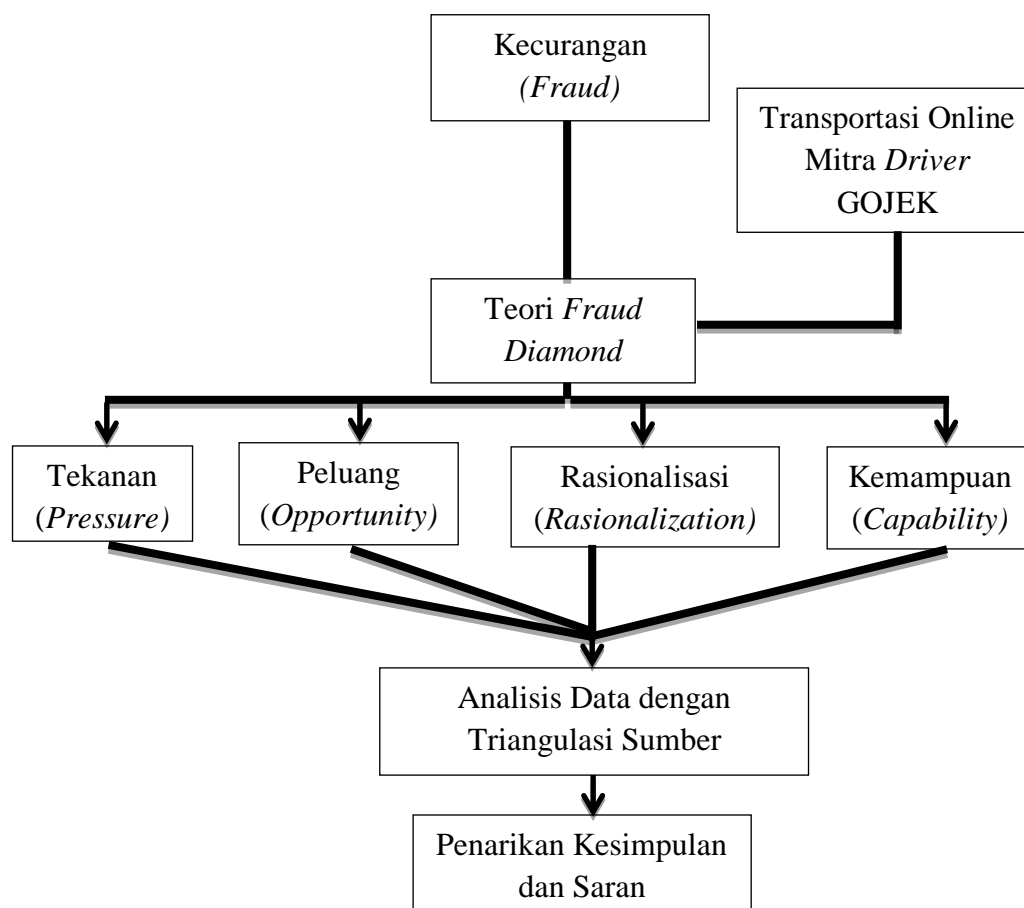 Kecurangan
(Fraud)
Transportasi Online
Mitra Driver
GOJEK
Teori Fraud
Diamond
Tekanan
(Pressure)
Peluang
(Opportunity)
Rasionalisasi
(Rasionalization)
Kemampuan
(Capability)
Analisis Data dengan
Triangulasi Sumber
Penarikan Kesimpulan
dan Saran